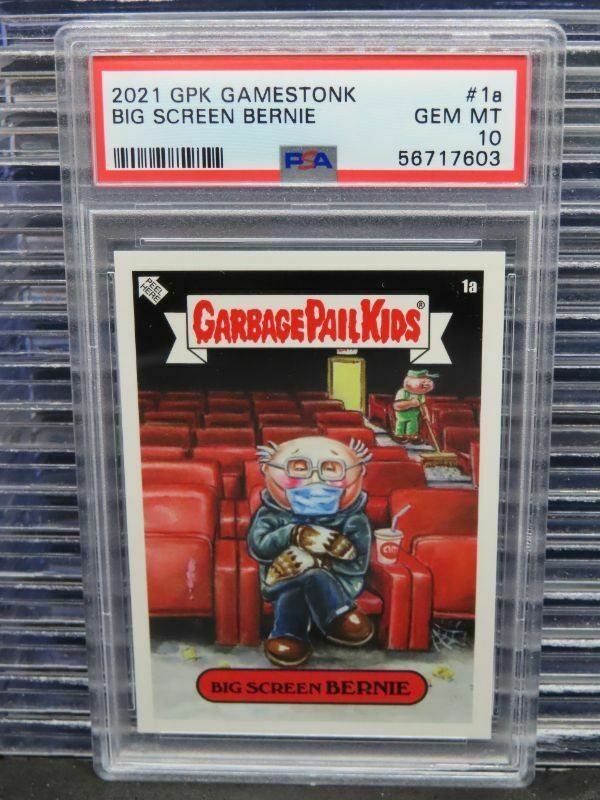 2021 GPK GAMESTONK #1a
BIG SCREEN BERNIE GEM MT
10
PSA 56717603
PEEL HERE
1a
GARBAGE PAIL KIDS®
BIG SCREEN BERNIE